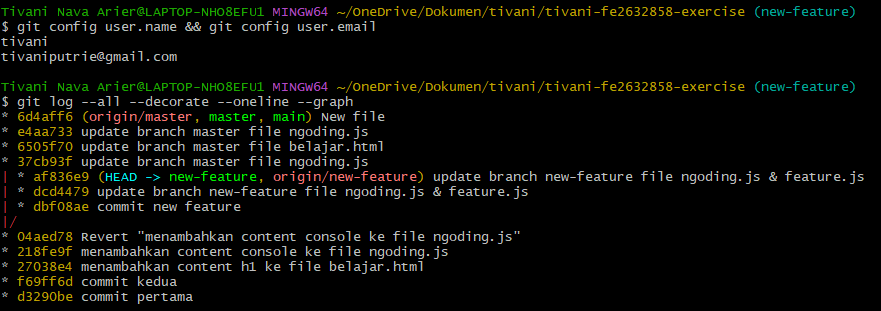 Tivani Nava Arier@LAPTOP-NHO8EFU1 MINGW64 ~/OneDrive/Dokumen/tivani/tivani-fe2632858-exercise (new-feature)
$ git config user.name && git config user.email
tivani
tivaniputrie@gmail.com

Tivani Nava Arier@LAPTOP-NHO8EFU1 MINGW64 ~/OneDrive/Dokumen/tivani/tivani-fe2632858-exercise (new-feature)
$ git log --all --decorate --oneline --graph
* 6d4aff6 (origin/master, master, main) New file
* e4aa733 update branch master file ngoding.js
* 6505f70 update branch master file belajar.html
* 37cb93f update branch master file ngoding.js
| * af836e9 (HEAD -> new-feature, origin/new-feature) update branch new-feature file ngoding.js & feature.js
| * dcd4479 update branch new-feature file ngoding.js & feature.js
| * dbf08ae commit new feature
|/
* 04aed78 Revert "menambahkan content console ke file ngoding.js"
* 218fe9f menambahkan content console ke file ngoding.js
* 27038e4 menambahkan content h1 ke file belajar.html
* f69ff6d commit kedua
* d3290be commit pertama